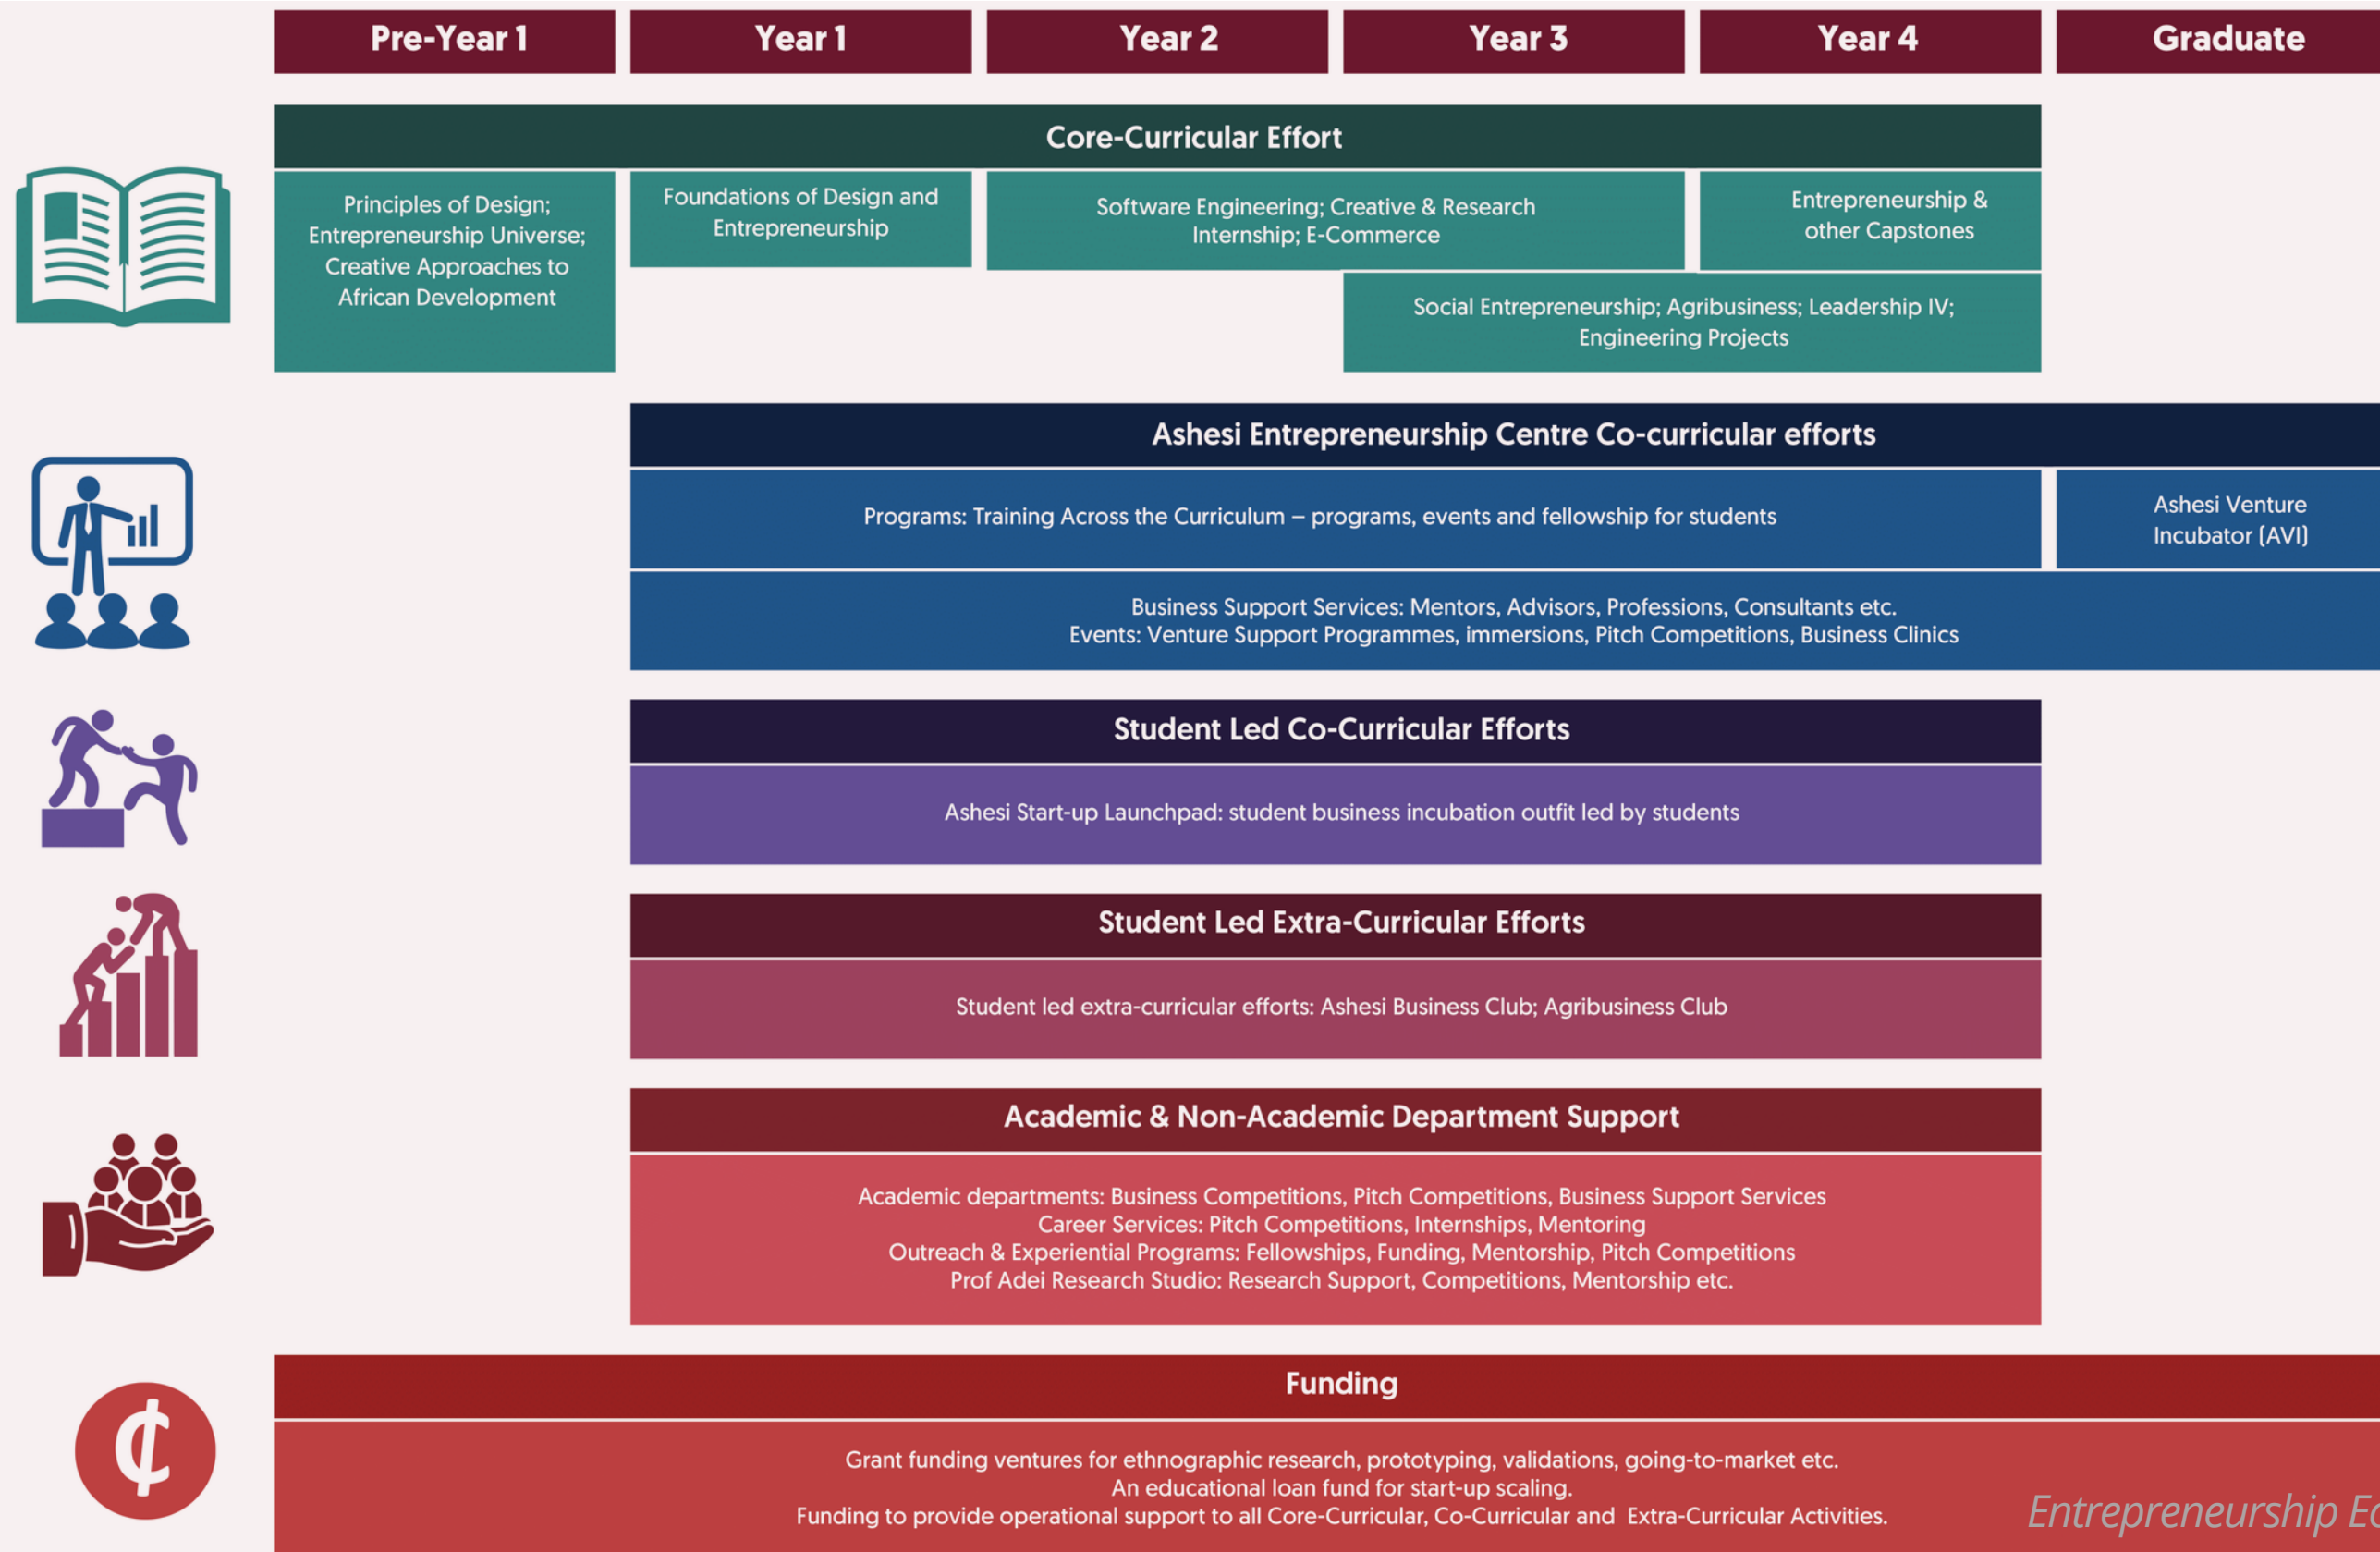 Pre-Year 1
Year 1
Year 2
Year 3
Year 4
Graduate
Core-Curricular Effort
Principles of Design;
Entrepreneurship Universe;
Creative Approaches to
African Development
Foundations of Design and
Entrepreneurship
Software Engineering; Creative & Research
Internship; E-Commerce
Entrepreneurship &
other Capstones
Social Entrepreneurship; Agribusiness; Leadership IV;
Engineering Projects
Ashesi Entrepreneurship Centre Co-curricular efforts
Programs: Training Across the Curriculum – programs, events and fellowship for students
Ashesi Venture
Incubator (AVI)
Business Support Services: Mentors, Advisors, Professions, Consultants etc.
Events: Venture Support Programmes, immersions, Pitch Competitions, Business Clinics
Student Led Co-Curricular Efforts
Ashesi Start-up Launchpad: student business incubation outfit led by students
Student Led Extra-Curricular Efforts
Student led extra-curricular efforts: Ashesi Business Club; Agribusiness Club
Academic & Non-Academic Department Support
Academic departments: Business Competitions, Pitch Competitions, Business Support Services
Career Services: Pitch Competitions, Internships, Mentoring
Outreach & Experiential Programs: Fellowships, Funding, Mentorship, Pitch Competitions
Prof Adei Research Studio: Research Support, Competitions, Mentorship etc.
Funding
₵
Grant funding ventures for ethnographic research, prototyping, validations, going-to-market etc.
An educational loan fund for start-up scaling.
Funding to provide operational support to all Core-Curricular, Co-Curricular and Extra-Curricular Activities.
Entrepreneurship